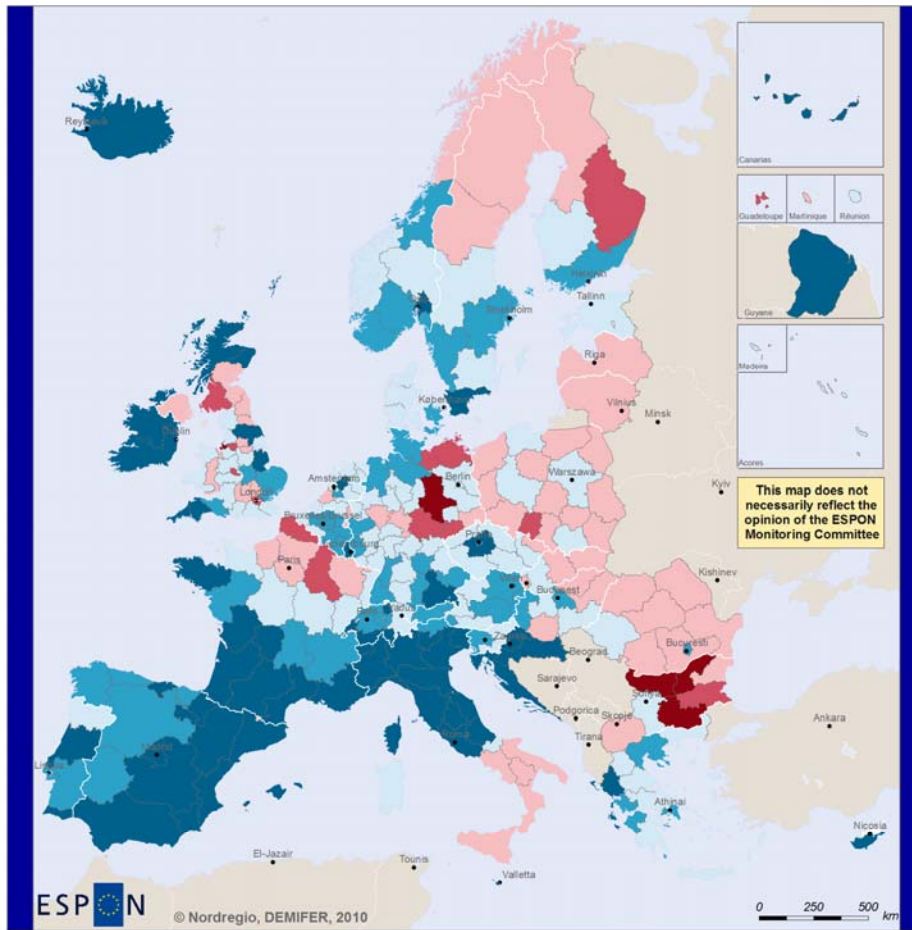 Reykjavik
Canarias
Guadeloupe
Martinique
Réunion
Guyane
Madeira
Acores
This map does not
necessarily reflect the
opinion of the ESPON
Monitoring Committee
Helsinki
Tallinn
Stockholm
Riga
København
Vilnius
Minsk
Dublin
Amsterdam
Berlin
Warszawa
London
Kyiv
Praha
Paris
Kishinev
Budapest
Vaduz
Bern
Zagreb
Beograd
Bucuresti
Sarajevo
Sofiya
Podgorica
Skopje
Tirana
Roma
Madrid
Lisboa
Ankara
Athinai
Nicosia
El-Jazair
Tounis
Valletta
ESPON
© Nordregio, DEMIFER, 2010
0 250 500
km